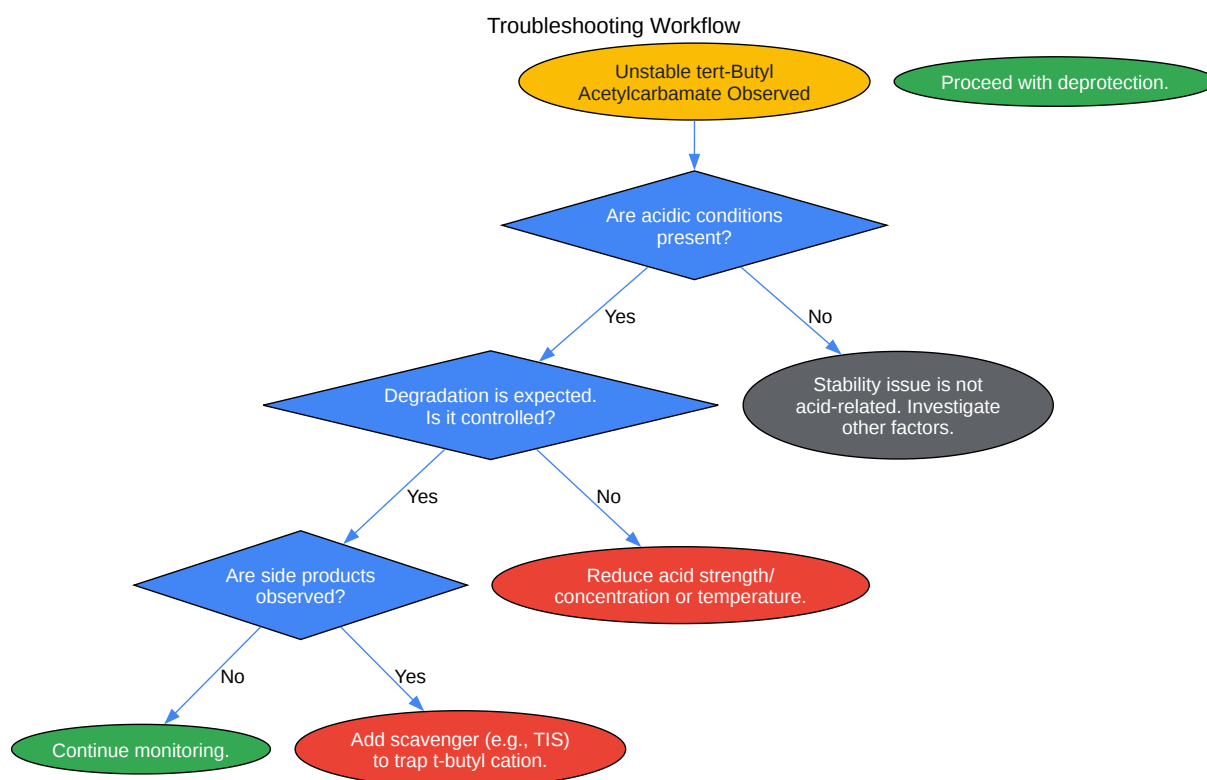 Troubleshooting Workflow
Unstable tert-Butyl
Acetylcarbamate Observed
Proceed with deprotection.
Are acidic conditions
present?
Yes
No
Degradation is expected.
Is it controlled?
Stability issue is not
acid-related. Investigate
other factors.
Yes
No
Are side products
observed?
Reduce acid strength/
concentration or temperature.
No
Yes
Continue monitoring.
Add scavenger (e.g., TIS)
to trap t-butyl cation.